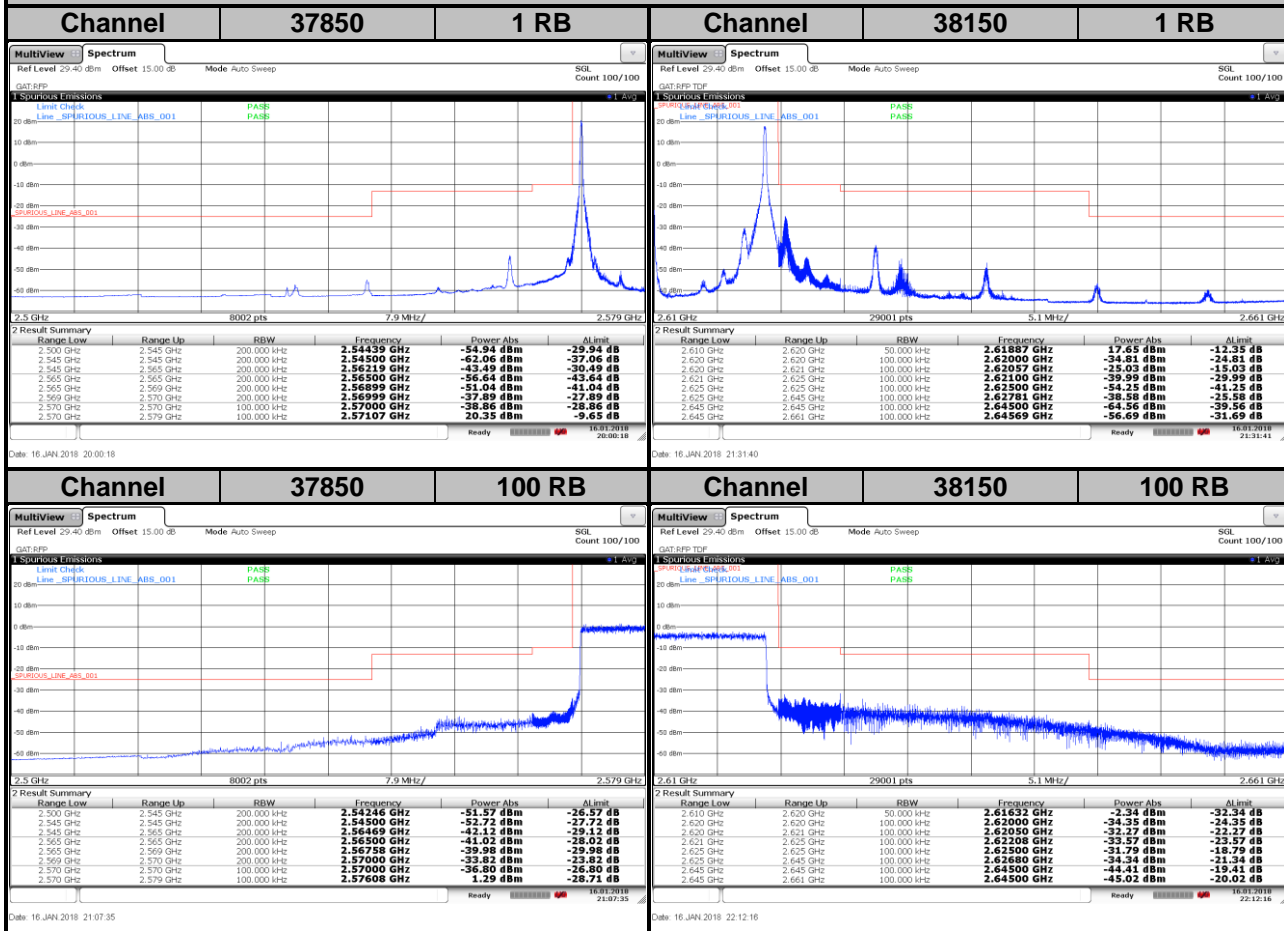 Channel 37850 1 RB
MultiView Spectrum
Ref Level 29.40 dBm Offset 15.00 dB Mode Auto Sweep SGL
Count 100/100
GAT:RFP
1 Spurious Emissions 1 Avg
Limit Check PASS
Line _SPURIOUS_LINE_ABS_001 PASS
20 dBm
10 dBm
0 dBm
-10 dBm
-20 dBm
_SPURIOUS_LINE_ABS_001
-30 dBm
-40 dBm
-50 dBm
-60 dBm
2.5 GHz 8002 pts 7.9 MHz/ 2.579 GHz
2 Result Summary
Range Low Range Up RBW Frequency Power Abs ΔLimit
2.500 GHz 2.545 GHz 200.000 kHz 2.54439 GHz -54.94 dBm -29.94 dB
2.545 GHz 2.545 GHz 200.000 kHz 2.54500 GHz -62.06 dBm -37.06 dB
2.545 GHz 2.565 GHz 200.000 kHz 2.56219 GHz -43.49 dBm -30.49 dB
2.565 GHz 2.565 GHz 200.000 kHz 2.56500 GHz -56.64 dBm -43.64 dB
2.565 GHz 2.569 GHz 200.000 kHz 2.56899 GHz -51.04 dBm -41.04 dB
2.569 GHz 2.570 GHz 200.000 kHz 2.56999 GHz -37.89 dBm -27.89 dB
2.570 GHz 2.570 GHz 100.000 kHz 2.57000 GHz -38.86 dBm -28.86 dB
2.570 GHz 2.579 GHz 100.000 kHz 2.57107 GHz 20.35 dBm -9.65 dB
Ready 16.01.2018
20:00:18
Date: 16.JAN.2018 20:00:18
Channel 38150 1 RB
MultiView Spectrum
Ref Level 29.40 dBm Offset 15.00 dB Mode Auto Sweep SGL
Count 100/100
GAT:RFP TDF
1 Spurious Emissions 1 Avg
Limit Check PASS
Line _SPURIOUS_LINE_ABS_001 PASS
20 dBm
10 dBm
0 dBm
-10 dBm
-20 dBm
-30 dBm
-40 dBm
-50 dBm
-60 dBm
2.61 GHz 29001 pts 5.1 MHz/ 2.661 GHz
2 Result Summary
Range Low Range Up RBW Frequency Power Abs ΔLimit
2.610 GHz 2.620 GHz 50.000 kHz 2.61887 GHz 17.65 dBm -12.35 dB
2.620 GHz 2.620 GHz 100.000 kHz 2.62000 GHz -34.81 dBm -24.81 dB
2.620 GHz 2.621 GHz 100.000 kHz 2.62057 GHz -25.03 dBm -15.03 dB
2.621 GHz 2.625 GHz 100.000 kHz 2.62100 GHz -39.99 dBm -29.99 dB
2.625 GHz 2.625 GHz 100.000 kHz 2.62500 GHz -54.25 dBm -41.25 dB
2.625 GHz 2.645 GHz 100.000 kHz 2.62781 GHz -38.58 dBm -25.58 dB
2.645 GHz 2.645 GHz 100.000 kHz 2.64500 GHz -64.56 dBm -39.56 dB
2.645 GHz 2.661 GHz 100.000 kHz 2.64569 GHz -56.69 dBm -31.69 dB
Ready 16.01.2018
21:31:41
Date: 16.JAN.2018 21:31:40
Channel 37850 100 RB
MultiView Spectrum
Ref Level 29.40 dBm Offset 15.00 dB Mode Auto Sweep SGL
Count 100/100
GAT:RFP
1 Spurious Emissions 1 Avg
Limit Check PASS
Line _SPURIOUS_LINE_ABS_001 PASS
20 dBm
10 dBm
0 dBm
-10 dBm
-20 dBm
_SPURIOUS_LINE_ABS_001
-30 dBm
-40 dBm
-50 dBm
-60 dBm
2.5 GHz 8002 pts 7.9 MHz/ 2.579 GHz
2 Result Summary
Range Low Range Up RBW Frequency Power Abs ΔLimit
2.500 GHz 2.545 GHz 200.000 kHz 2.54246 GHz -51.57 dBm -26.57 dB
2.545 GHz 2.545 GHz 200.000 kHz 2.54500 GHz -52.72 dBm -27.72 dB
2.545 GHz 2.565 GHz 200.000 kHz 2.56469 GHz -42.12 dBm -29.12 dB
2.565 GHz 2.565 GHz 200.000 kHz 2.56500 GHz -41.02 dBm -28.02 dB
2.565 GHz 2.569 GHz 200.000 kHz 2.56758 GHz -39.98 dBm -29.98 dB
2.569 GHz 2.570 GHz 200.000 kHz 2.57000 GHz -33.82 dBm -23.82 dB
2.570 GHz 2.570 GHz 100.000 kHz 2.57000 GHz -36.80 dBm -26.80 dB
2.570 GHz 2.579 GHz 100.000 kHz 2.57608 GHz 1.29 dBm -28.71 dB
Ready 16.01.2018
21:07:35
Date: 16.JAN.2018 21:07:35
Channel 38150 100 RB
MultiView Spectrum
Ref Level 29.40 dBm Offset 15.00 dB Mode Auto Sweep SGL
Count 100/100
GAT:RFP TDF
1 Spurious Emissions 1 Avg
Limit Check PASS
Line _SPURIOUS_LINE_ABS_001 PASS
20 dBm
10 dBm
0 dBm
-10 dBm
-20 dBm
-30 dBm
-40 dBm
-50 dBm
-60 dBm
2.61 GHz 29001 pts 5.1 MHz/ 2.661 GHz
2 Result Summary
Range Low Range Up RBW Frequency Power Abs ΔLimit
2.610 GHz 2.620 GHz 50.000 kHz 2.61632 GHz -2.34 dBm -32.34 dB
2.620 GHz 2.620 GHz 100.000 kHz 2.62000 GHz -34.35 dBm -24.35 dB
2.620 GHz 2.621 GHz 100.000 kHz 2.62050 GHz -32.27 dBm -22.27 dB
2.621 GHz 2.625 GHz 100.000 kHz 2.62208 GHz -33.57 dBm -23.57 dB
2.625 GHz 2.625 GHz 100.000 kHz 2.62500 GHz -31.79 dBm -18.79 dB
2.625 GHz 2.645 GHz 100.000 kHz 2.62680 GHz -34.34 dBm -21.34 dB
2.645 GHz 2.645 GHz 100.000 kHz 2.64500 GHz -44.41 dBm -19.41 dB
2.645 GHz 2.661 GHz 100.000 kHz 2.64500 GHz -45.02 dBm -20.02 dB
Ready 16.01.2018
22:12:16
Date: 16.JAN.2018 22:12:16